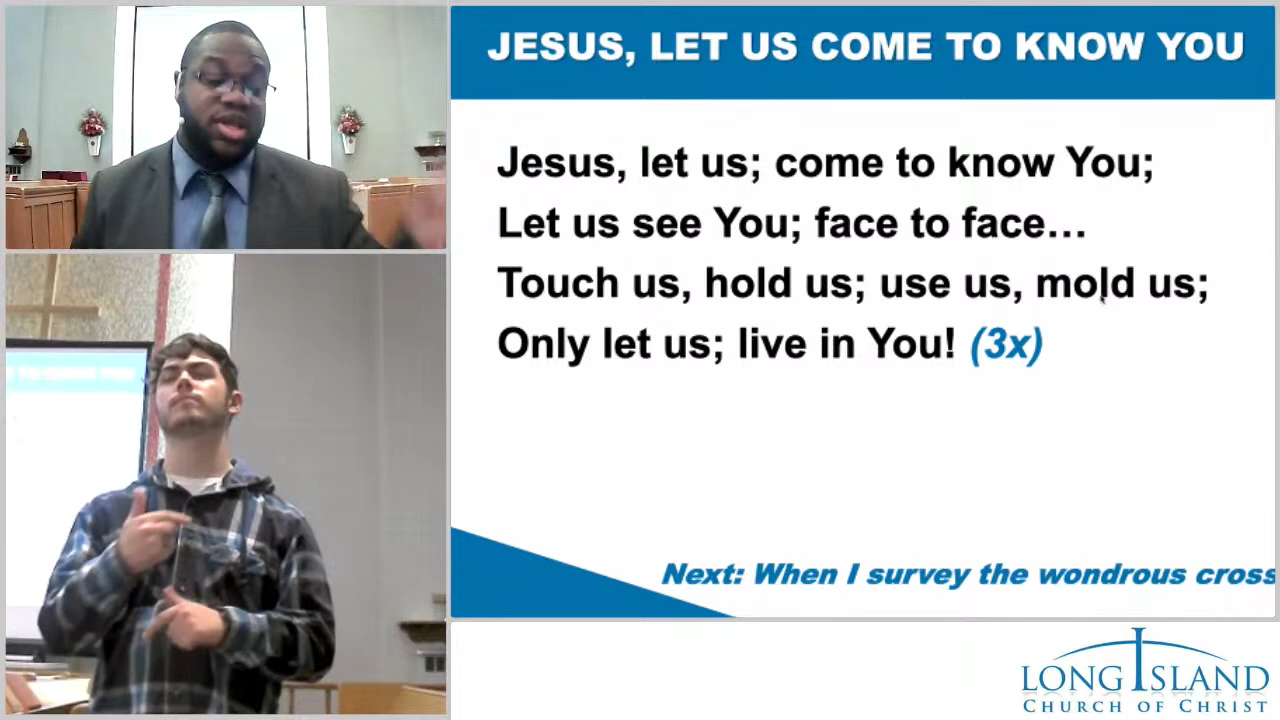 JESUS, LET US COME TO KNOW YOU
Jesus, let us; come to know You;
Let us see You; face to face...
Touch us, hold us; use us, mold us;
Only let us; live in You! (3x)
Next: When I survey the wondrous cross
LONG ISLAND
CHURCH OF CHRIST